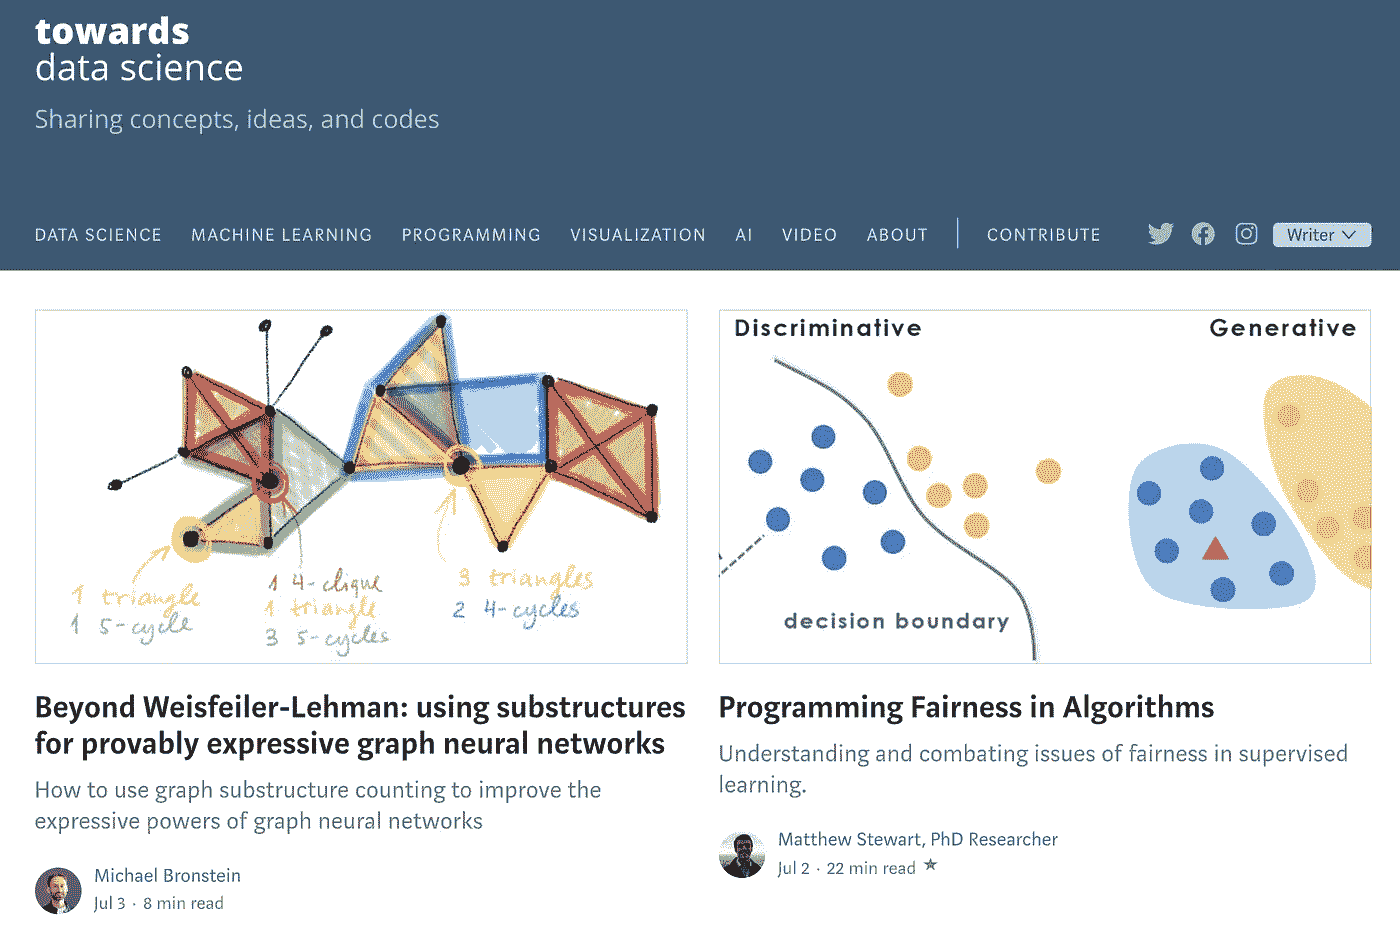 towards
data science
Sharing concepts, ideas, and codes
DATA SCIENCE MACHINE LEARNING PROGRAMMING VISUALIZATION AI VIDEO ABOUT CONTRIBUTE Writer
1 triangle
1 5-cycle
1 4-clique
1 triangle
3 5-cycles
3 triangles
2 4-cycles
Discriminative Generative
decision boundary
Beyond Weisfeiler-Lehman: using substructures
for provably expressive graph neural networks
How to use graph substructure counting to improve the
expressive powers of graph neural networks
Michael Bronstein
Jul 3 · 8 min read
Programming Fairness in Algorithms
Understanding and combating issues of fairness in supervised
learning.
Matthew Stewart, PhD Researcher
Jul 2 · 22 min read